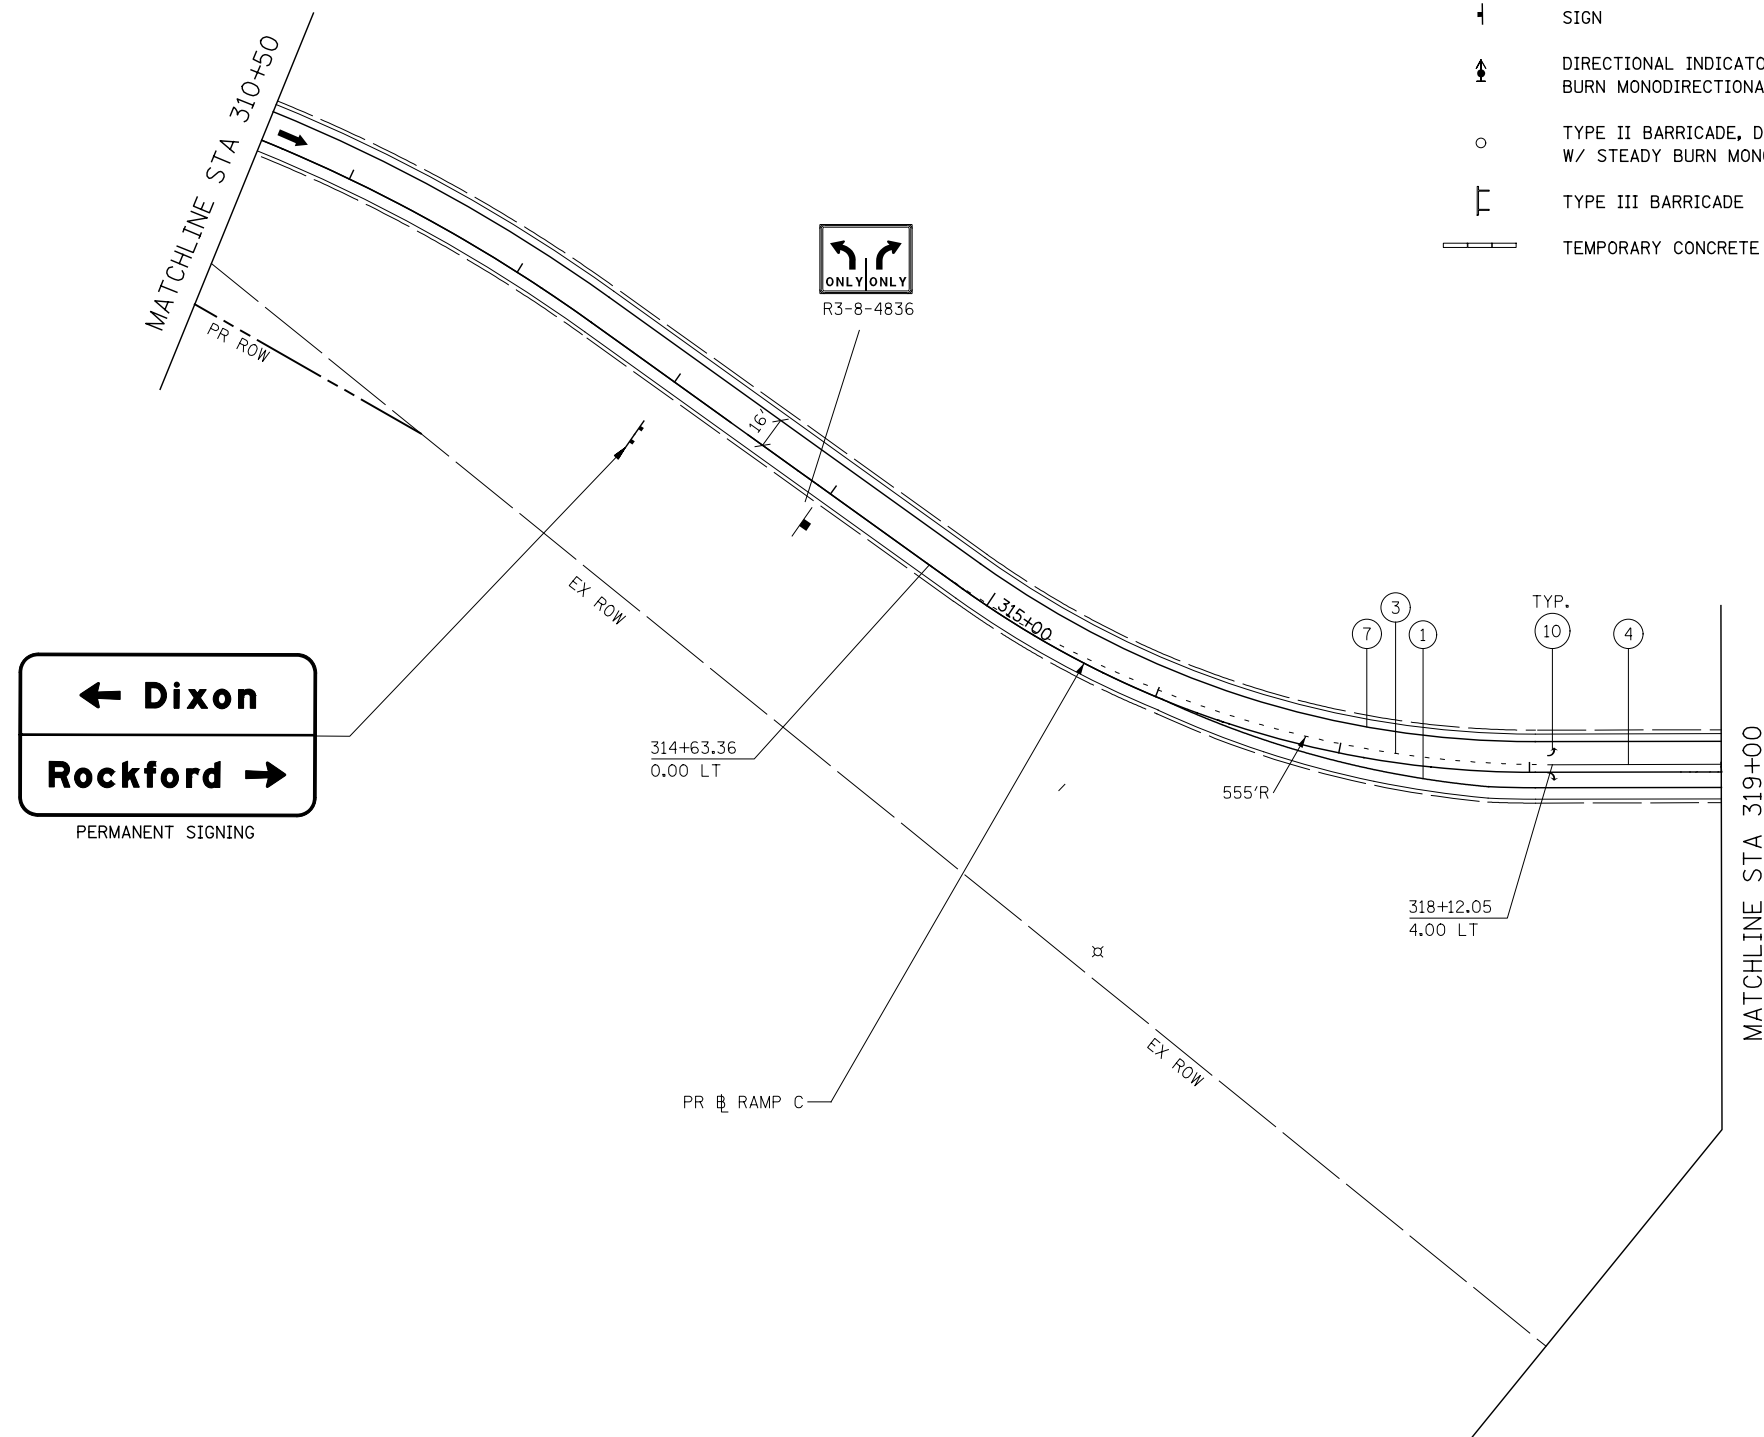 SIGN
DIRECTIONAL INDICATO
BURN MONODIRECTIONA
TYPE II BARRICADE, D
W/ STEADY BURN MON
TYPE III BARRICADE
TEMPORARY CONCRETE
MATCHLINE STA 310+50
PR ROW
ONLY ONLY
R3-8-4836
16'
EX ROW
315+00
7
3
1
TYP.
10
4
← Dixon
Rockford →
PERMANENT SIGNING
314+63.36
0.00 LT
555'R
318+12.05
4.00 LT
MATCHLINE STA 319+00
EX ROW
PR BL RAMP C